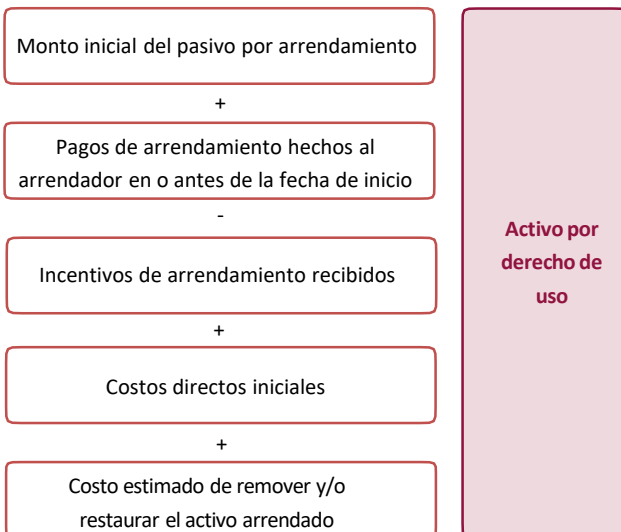 Monto inicial del pasivo por arrendamiento
+
Pagos de arrendamiento hechos al
arrendador en o antes de la fecha de inicio
-
Incentivos de arrendamiento recibidos
+
Costos directos iniciales
+
Costo estimado de remover y/o
restaurar el activo arrendado
Activo por
derecho de
uso